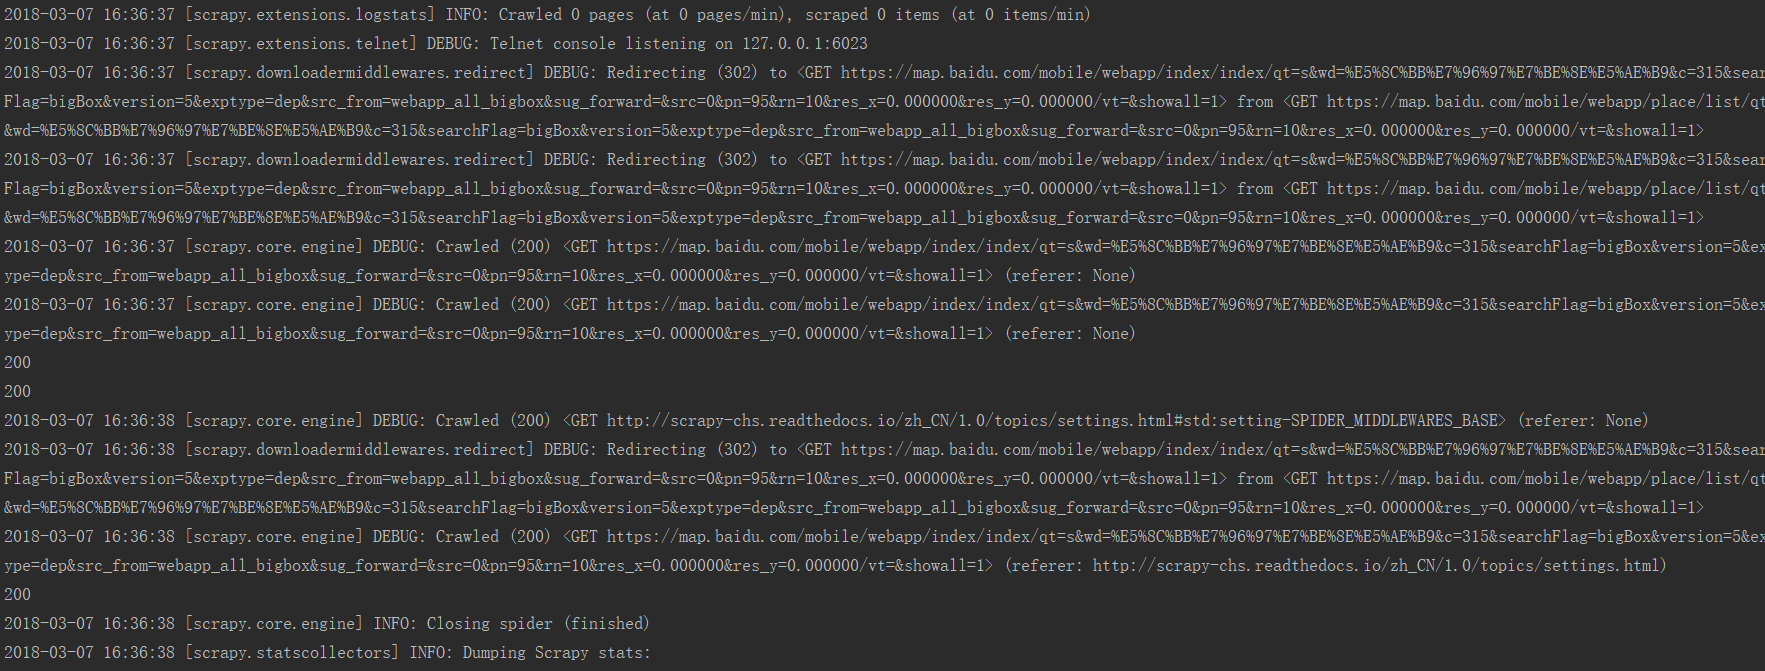 2018-03-07 16:36:37 [scrapy.extensions.logstats] INFO: Crawled 0 pages (at 0 pages/min), scraped 0 items (at 0 items/min)
2018-03-07 16:36:37 [scrapy.extensions.telnet] DEBUG: Telnet console listening on 127.0.0.1:6023
2018-03-07 16:36:37 [scrapy.downloadermiddlewares.redirect] DEBUG: Redirecting (302) to <GET https://map.baidu.com/mobile/webapp/index/index/qt=s&wd=%E5%8C%BB%E7%96%97%E7%BE%8E%E5%AE%B9&c=315&sear
Flag=bigBox&version=5&exptype=dep&src_from=webapp_all_bigbox&sug_forward=&src=0&pn=95&rn=10&res_x=0.000000&res_y=0.000000/vt=&showall=1> from <GET https://map.baidu.com/mobile/webapp/place/list/qt
&wd=%E5%8C%BB%E7%96%97%E7%BE%8E%E5%AE%B9&c=315&searchFlag=bigBox&version=5&exptype=dep&src_from=webapp_all_bigbox&sug_forward=&src=0&pn=95&rn=10&res_x=0.000000&res_y=0.000000/vt=&showall=1>
2018-03-07 16:36:37 [scrapy.downloadermiddlewares.redirect] DEBUG: Redirecting (302) to <GET https://map.baidu.com/mobile/webapp/index/index/qt=s&wd=%E5%8C%BB%E7%96%97%E7%BE%8E%E5%AE%B9&c=315&sear
Flag=bigBox&version=5&exptype=dep&src_from=webapp_all_bigbox&sug_forward=&src=0&pn=95&rn=10&res_x=0.000000&res_y=0.000000/vt=&showall=1> from <GET https://map.baidu.com/mobile/webapp/place/list/qt
&wd=%E5%8C%BB%E7%96%97%E7%BE%8E%E5%AE%B9&c=315&searchFlag=bigBox&version=5&exptype=dep&src_from=webapp_all_bigbox&sug_forward=&src=0&pn=95&rn=10&res_x=0.000000&res_y=0.000000/vt=&showall=1>
2018-03-07 16:36:37 [scrapy.core.engine] DEBUG: Crawled (200) <GET https://map.baidu.com/mobile/webapp/index/index/qt=s&wd=%E5%8C%BB%E7%96%97%E7%BE%8E%E5%AE%B9&c=315&searchFlag=bigBox&version=5&ex
ype=dep&src_from=webapp_all_bigbox&sug_forward=&src=0&pn=95&rn=10&res_x=0.000000&res_y=0.000000/vt=&showall=1> (referer: None)
2018-03-07 16:36:37 [scrapy.core.engine] DEBUG: Crawled (200) <GET https://map.baidu.com/mobile/webapp/index/index/qt=s&wd=%E5%8C%BB%E7%96%97%E7%BE%8E%E5%AE%B9&c=315&searchFlag=bigBox&version=5&ex
ype=dep&src_from=webapp_all_bigbox&sug_forward=&src=0&pn=95&rn=10&res_x=0.000000&res_y=0.000000/vt=&showall=1> (referer: None)
200
200
2018-03-07 16:36:38 [scrapy.core.engine] DEBUG: Crawled (200) <GET http://scrapy-chs.readthedocs.io/zh_CN/1.0/topics/settings.html#std:setting-SPIDER_MIDDLEWARES_BASE> (referer: None)
2018-03-07 16:36:38 [scrapy.downloadermiddlewares.redirect] DEBUG: Redirecting (302) to <GET https://map.baidu.com/mobile/webapp/index/index/qt=s&wd=%E5%8C%BB%E7%96%97%E7%BE%8E%E5%AE%B9&c=315&sear
Flag=bigBox&version=5&exptype=dep&src_from=webapp_all_bigbox&sug_forward=&src=0&pn=95&rn=10&res_x=0.000000&res_y=0.000000/vt=&showall=1> from <GET https://map.baidu.com/mobile/webapp/place/list/qt
&wd=%E5%8C%BB%E7%96%97%E7%BE%8E%E5%AE%B9&c=315&searchFlag=bigBox&version=5&exptype=dep&src_from=webapp_all_bigbox&sug_forward=&src=0&pn=95&rn=10&res_x=0.000000&res_y=0.000000/vt=&showall=1>
2018-03-07 16:36:38 [scrapy.core.engine] DEBUG: Crawled (200) <GET https://map.baidu.com/mobile/webapp/index/index/qt=s&wd=%E5%8C%BB%E7%96%97%E7%BE%8E%E5%AE%B9&c=315&searchFlag=bigBox&version=5&ex
ype=dep&src_from=webapp_all_bigbox&sug_forward=&src=0&pn=95&rn=10&res_x=0.000000&res_y=0.000000/vt=&showall=1> (referer: http://scrapy-chs.readthedocs.io/zh_CN/1.0/topics/settings.html)
200
2018-03-07 16:36:38 [scrapy.core.engine] INFO: Closing spider (finished)
2018-03-07 16:36:38 [scrapy.statscollectors] INFO: Dumping Scrapy stats: